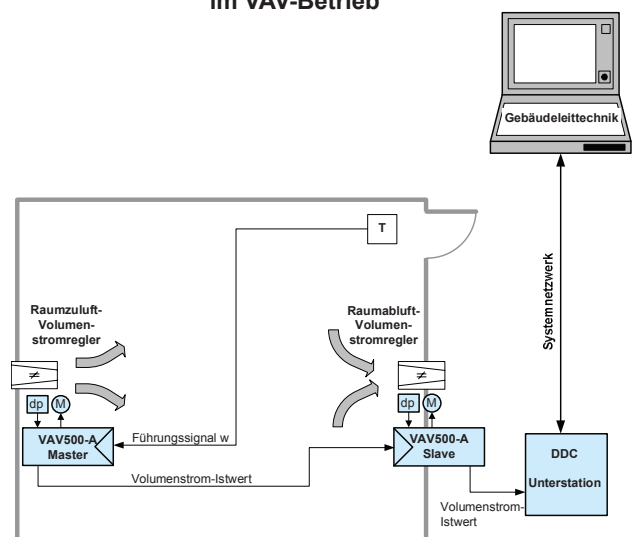 im VAV-Betrieb
Gebäudeleittechnik
Systemnetzwerk
T
Raumzuluft-
Volumen-
stromregler
Raumabluft-
Volumen-
stromregler
≠
≠
dp
M
dp
M
VAV500-A
Master
Führungssignal w
VAV500-A
Slave
DDC
Unterstation
Volumenstrom-Istwert
Volumenstrom-
Istwert